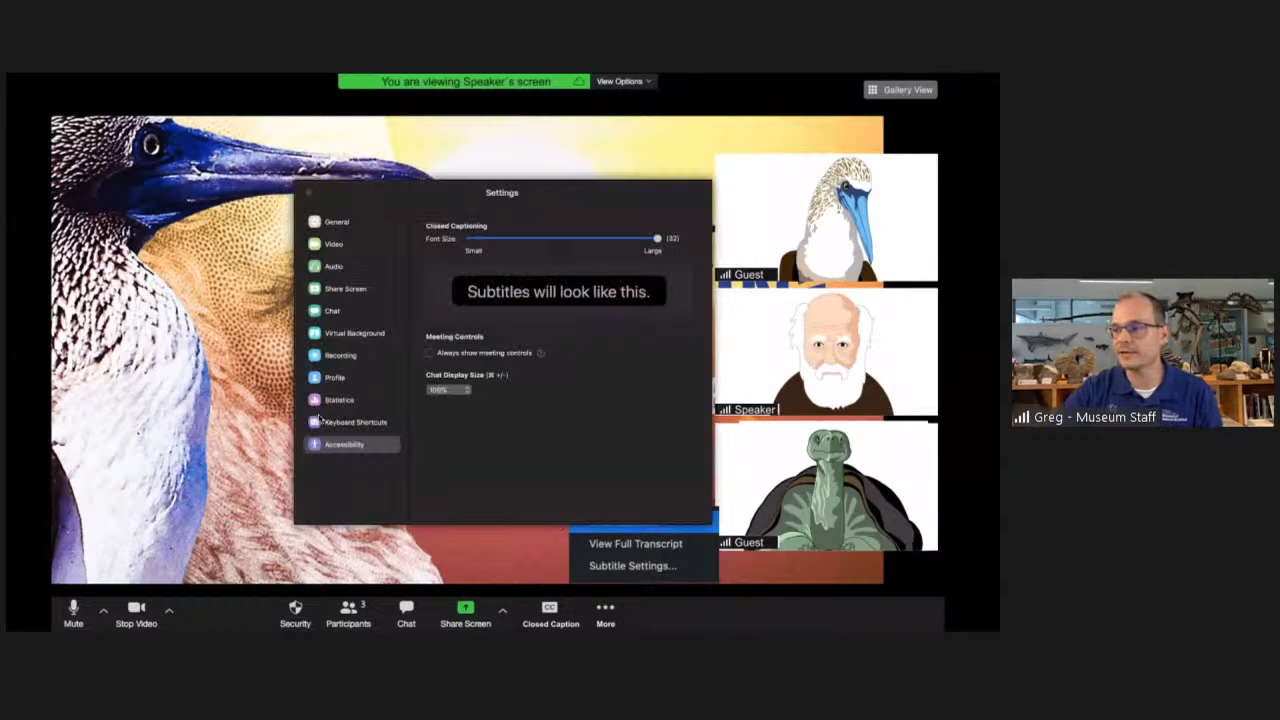 You are viewing Speaker's screen
View Options
Gallery View
Settings
General
Video
Audio
Share Screen
Chat
Virtual Background
Recording
Profile
Statistics
Keyboard Shortcuts
Accessibility
Closed Captioning
Font Size:
(32)
Small
Large
Subtitles will look like this.
Meeting Controls
Always show meeting controls
Chat Display Size (⌘ +/-)
100%
Guest
Speaker
Guest
Greg - Museum Staff
View Full Transcript
Subtitle Settings...
3
CC
Mute
Stop Video
Security
Participants
Chat
Share Screen
Closed Caption
More